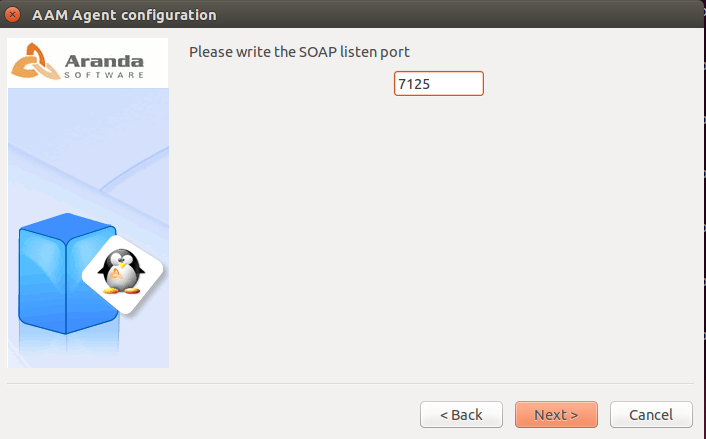 AAM Agent configuration
Aranda
SOFTWARE
Please write the SOAP listen port
7125
< Back
Next >
Cancel